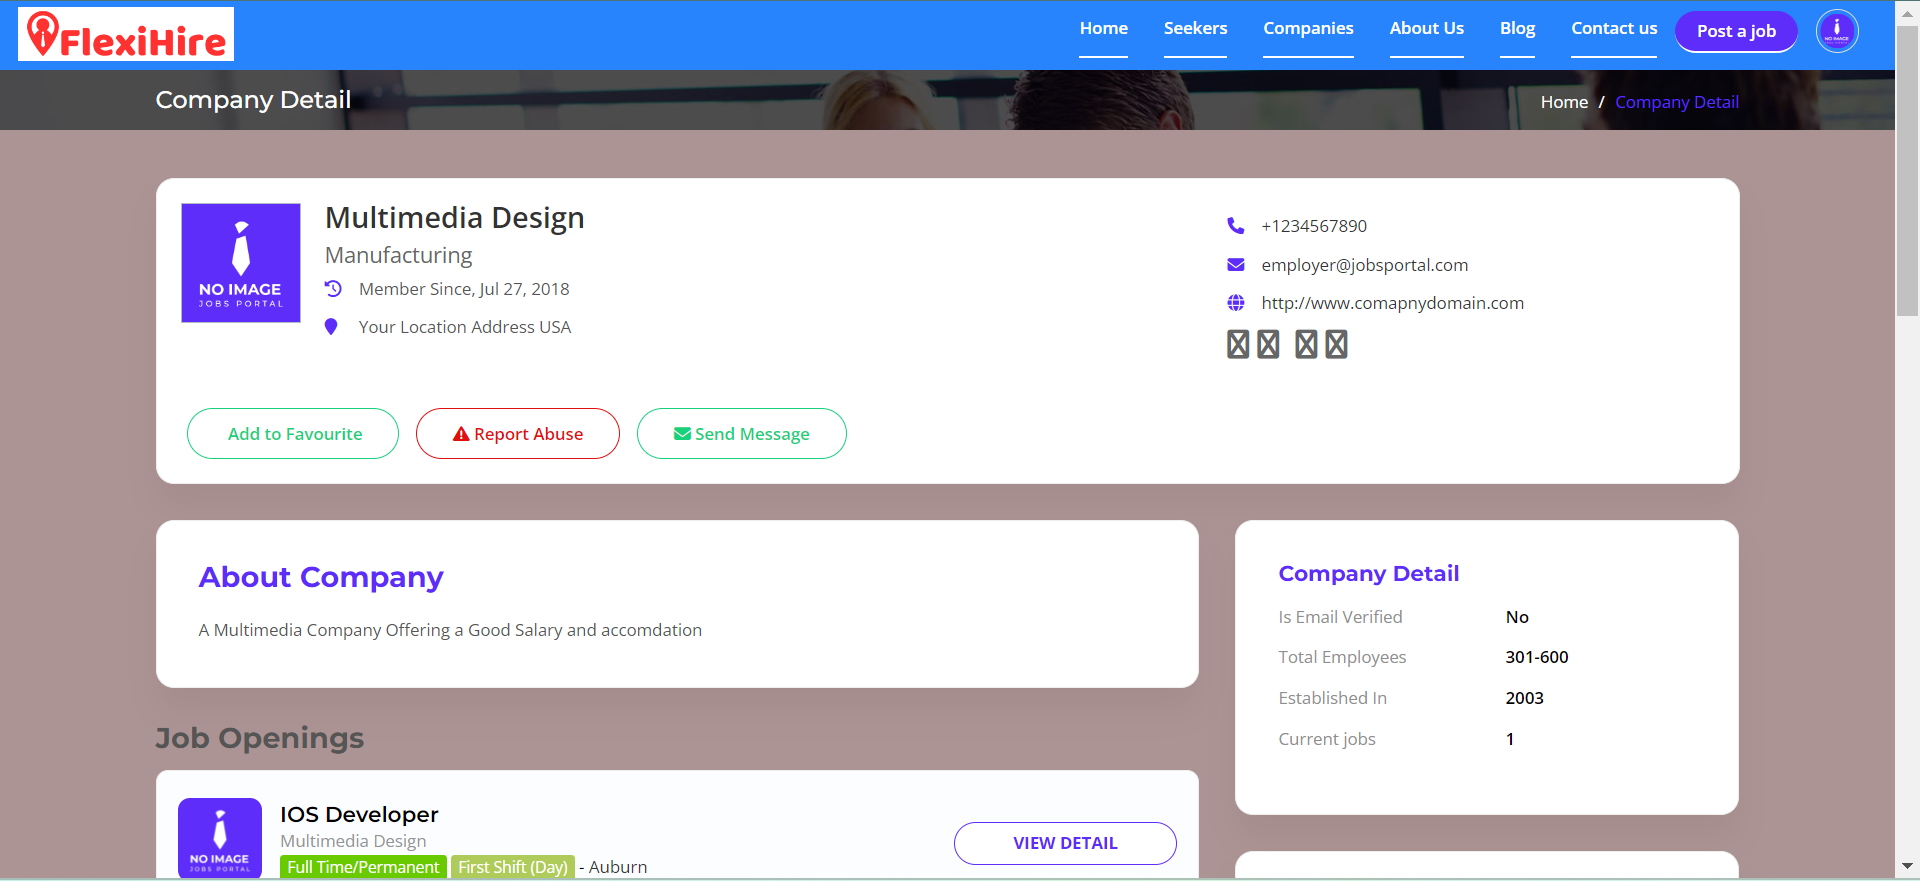 FlexiHire
Home Seekers Companies About Us Blog Contact us Post a job
Company Detail
Home / Company Detail
NO IMAGE
JOBS PORTAL
Multimedia Design
Manufacturing
Member Since, Jul 27, 2018
Your Location Address USA
+1234567890
employer@jobsportal.com
http://www.comapnydomain.com
Add to Favourite
Report Abuse
Send Message
About Company
A Multimedia Company Offering a Good Salary and accomdation
Company Detail
Is Email Verified No
Total Employees 301-600
Established In 2003
Current jobs 1
Job Openings
NO IMAGE
JOBS PORTAL
IOS Developer
Multimedia Design
Full Time/Permanent First Shift (Day) - Auburn
VIEW DETAIL